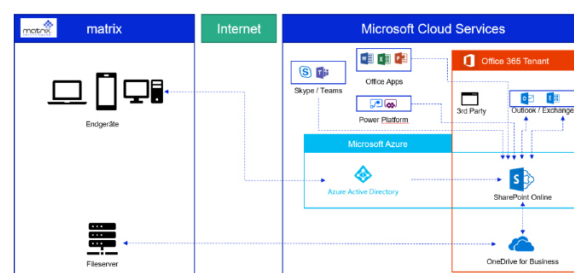 matrix
matrix
Internet
Microsoft Cloud Services
Office 365 Tenant
Skype / Teams
Office Apps
Power Platform
3rd Party
Outlook / Exchange
Endgeräte
Microsoft Azure
Azure Active Directory
SharePoint Online
Fileserver
OneDrive for Business